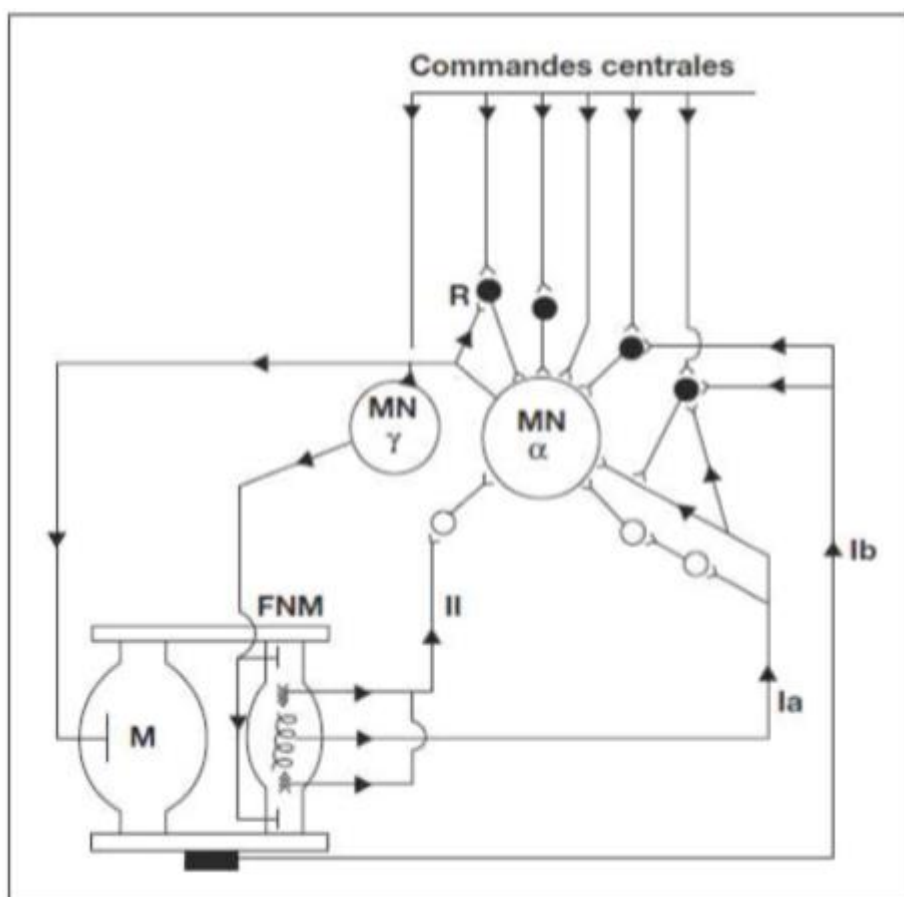 Commandes centrales
R
MN
γ
MN
α
Ib
FNM
II
Ia
M